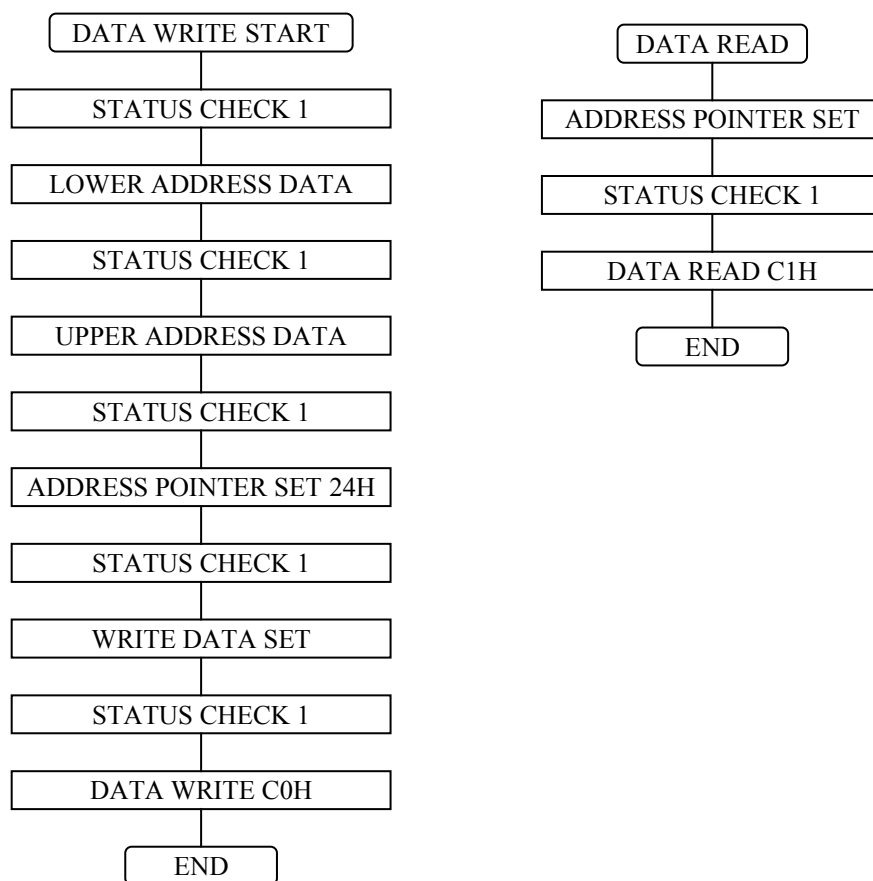 DATA WRITE START
STATUS CHECK 1
LOWER ADDRESS DATA
STATUS CHECK 1
UPPER ADDRESS DATA
STATUS CHECK 1
ADDRESS POINTER SET 24H
STATUS CHECK 1
WRITE DATA SET
STATUS CHECK 1
DATA WRITE C0H
END
DATA READ
ADDRESS POINTER SET
STATUS CHECK 1
DATA READ C1H
END